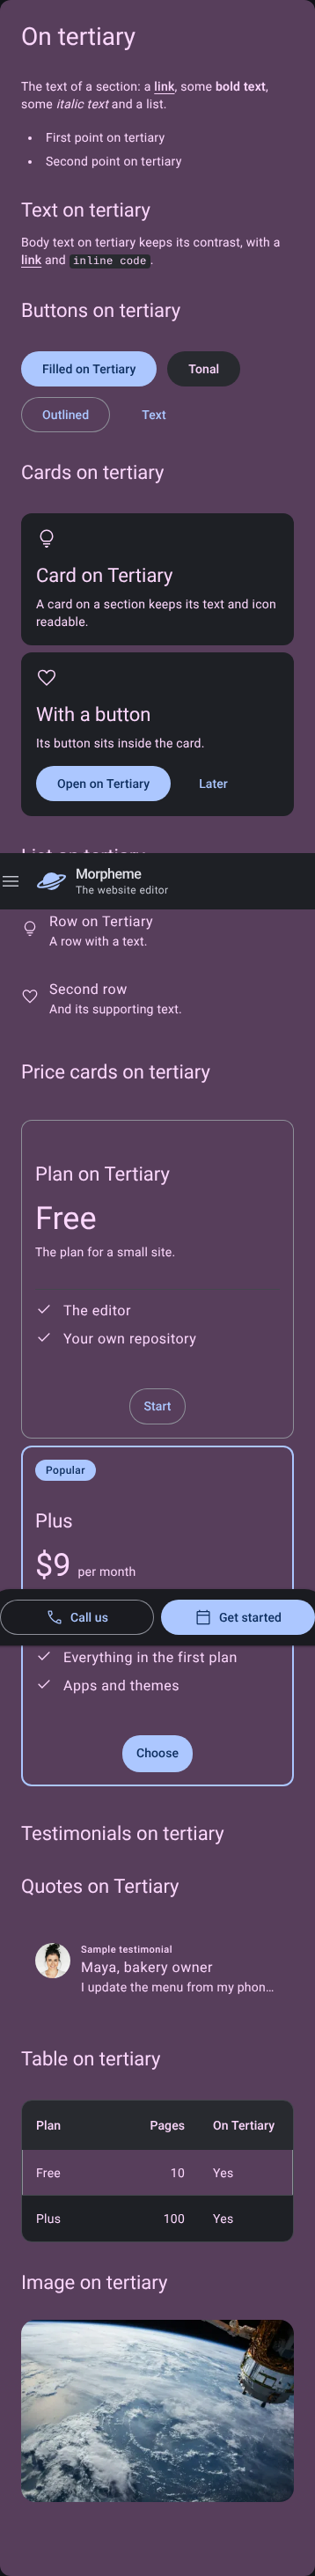 On tertiary
The text of a section: a link, some bold text,
some italic text and a list.
• First point on tertiary
• Second point on tertiary
Text on tertiary
Body text on tertiary keeps its contrast, with a
link and inline code.
Buttons on tertiary
Filled on Tertiary
Tonal
Outlined
Text
Cards on tertiary
Card on Tertiary
A card on a section keeps its text and icon
readable.
With a button
Its button sits inside the card.
Open on Tertiary
Later
Morpheme
The website editor
Row on Tertiary
A row with a text.
Second row
And its supporting text.
Price cards on tertiary
Plan on Tertiary
Free
The plan for a small site.
The editor
Your own repository
Start
Popular
Plus
$9 per month
Call us
Get started
Everything in the first plan
Apps and themes
Choose
Testimonials on tertiary
Quotes on Tertiary
Sample testimonial
Maya, bakery owner
I update the menu from my phon…
Table on tertiary
Plan Pages On Tertiary
Free 10 Yes
Plus 100 Yes
Image on tertiary